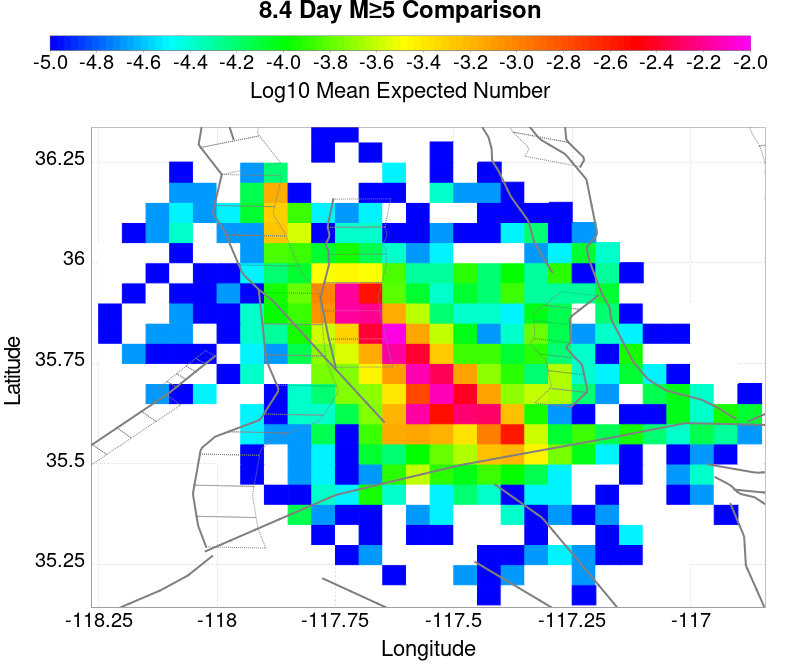 8.4 Day M≥5 Comparison
-5.0 -4.8 -4.6 -4.4 -4.2 -4.0 -3.8 -3.6 -3.4 -3.2 -3.0 -2.8 -2.6 -2.4 -2.2 -2.0
Log10 Mean Expected Number
36.25
36
35.75
35.5
35.25
Latitude
-118.25 -118 -117.75 -117.5 -117.25 -117
Longitude